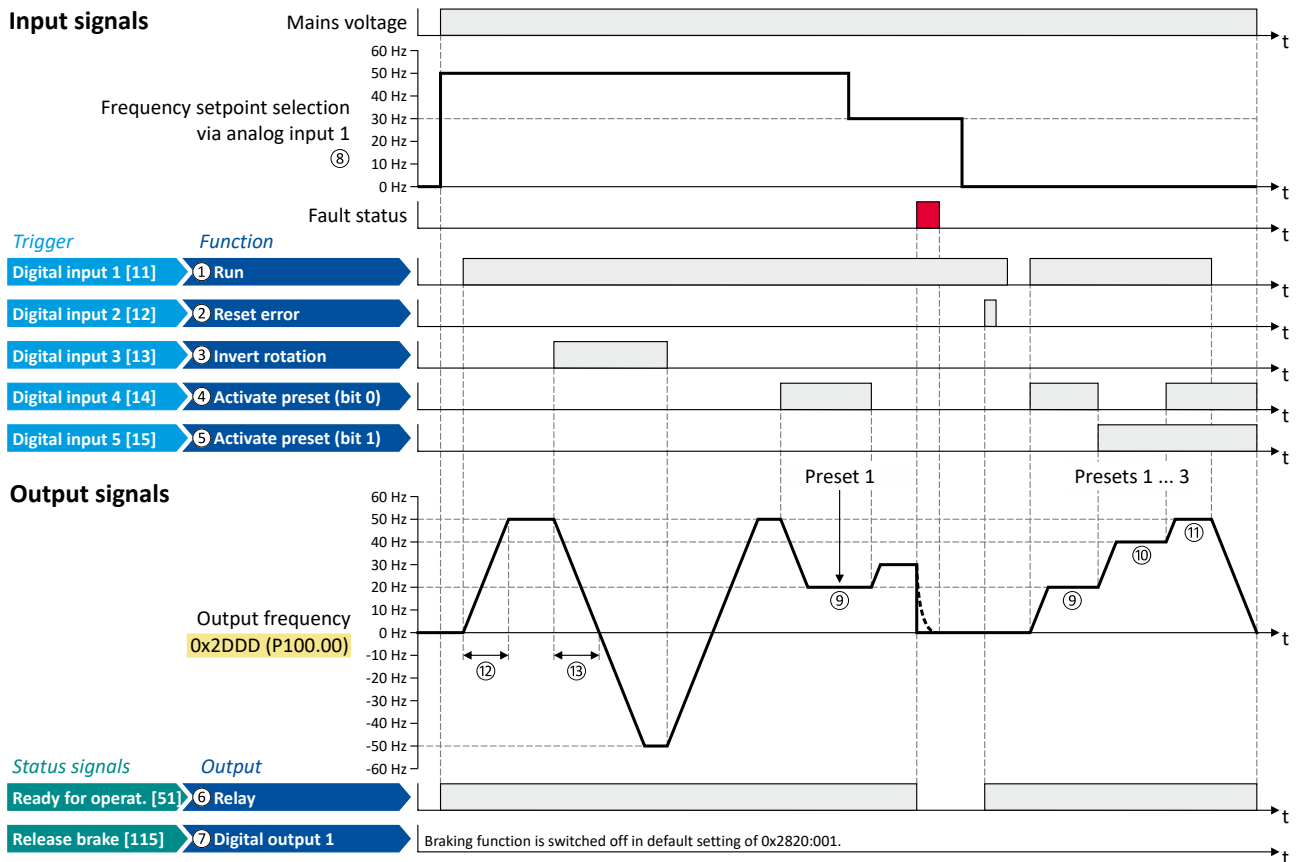 Input signals
Mains voltage
t
60 Hz
50 Hz
40 Hz
30 Hz
20 Hz
10 Hz
0 Hz
Frequency setpoint selection
via analog input 1
⑧
t
Fault status
t
Trigger Function
Digital input 1 [11] ① Run
t
Digital input 2 [12] ② Reset error
t
Digital input 3 [13] ③ Invert rotation
t
Digital input 4 [14] ④ Activate preset (bit 0)
t
Digital input 5 [15] ⑤ Activate preset (bit 1)
t
Output signals
Preset 1
Presets 1 ... 3
60 Hz
50 Hz
40 Hz
30 Hz
20 Hz
10 Hz
0 Hz
-10 Hz
-20 Hz
-30 Hz
-40 Hz
-50 Hz
-60 Hz
Output frequency
0x2DDD (P100.00)
⑫
⑬
⑨
⑨
⑩
⑪
t
Status signals Output
Ready for operat. [51] ⑥ Relay
t
Release brake [115] ⑦ Digital output 1
Braking function is switched off in default setting of 0x2820:001.
t